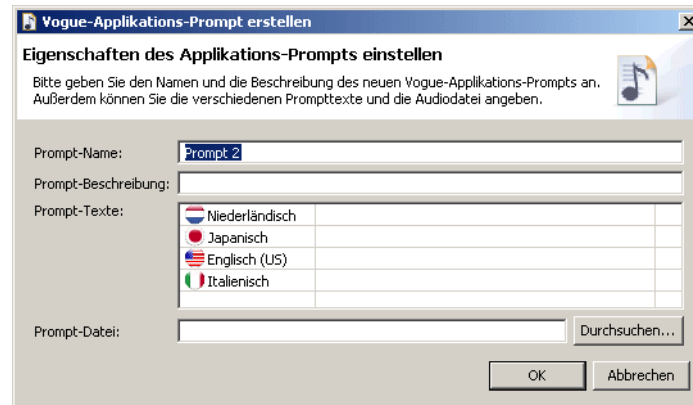 Vogue-Applikations-Prompt erstellen
Eigenschaften des Applikations-Prompts einstellen
Bitte geben Sie den Namen und die Beschreibung des neuen Vogue-Applikations-Prompts an.
Außerdem können Sie die verschiedenen Prompttexte und die Audiodatei angeben.
Prompt-Name: Prompt 2
Prompt-Beschreibung:
Prompt-Texte: Niederländisch
Japanisch
Englisch (US)
Italienisch
Prompt-Datei: Durchsuchen...
OK Abbrechen